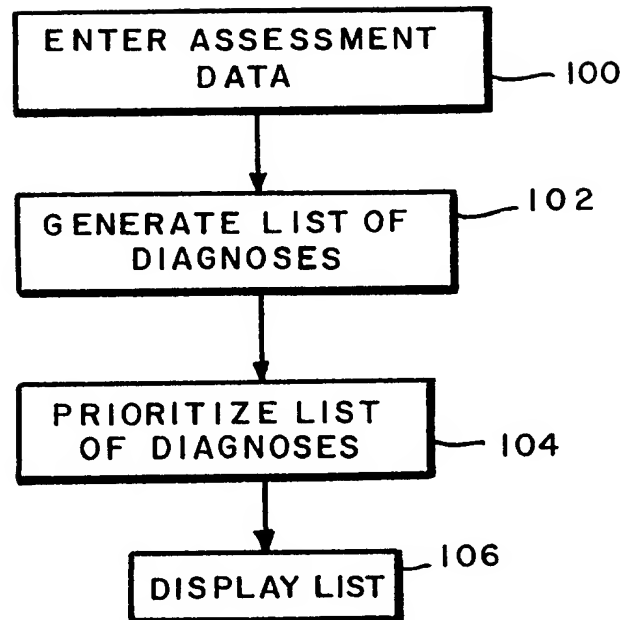 ENTER ASSESSMENT
DATA
100
GENERATE LIST OF
DIAGNOSES
102
PRIORITIZE LIST
OF DIAGNOSES
104
DISPLAY LIST
106